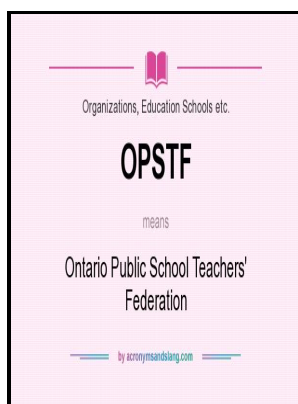 Organizations, Education Schools etc.
OPSTF
means
Ontario Public School Teachers'
Federation
by acronymsandslang.com